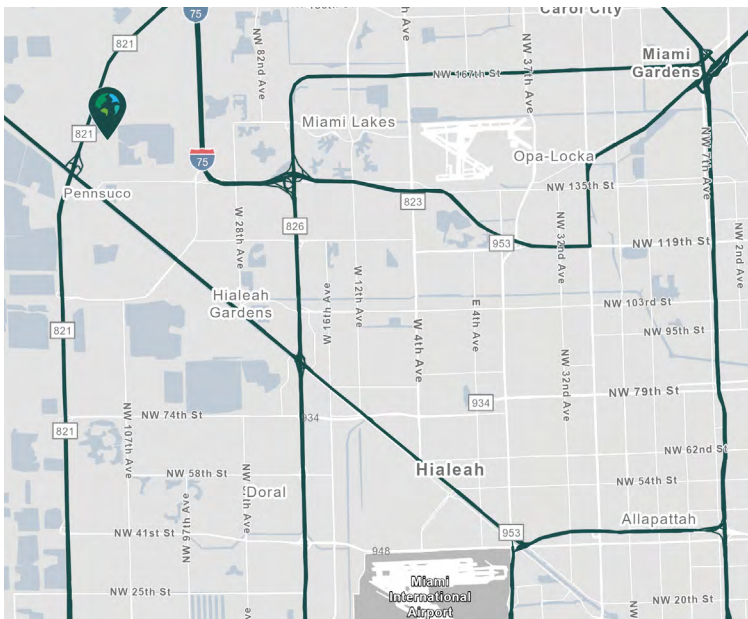 Carol City
75
821
NW 82nd Ave
NW 37th Ave
NW 167th St
Miami
Gardens
821
Miami Lakes
75
Opa-Locka
NW 7th Ave
Pennsuco
NW 135th St
823
826
W 28th Ave
953
NW 32nd Ave
NW 119th St
NW 2nd Ave
W 12th Ave
Hialeah
Gardens
W 16th Ave
E 4th Ave
NW 103rd St
821
W 4th Ave
NW 95th St
NW 32nd Ave
NW 79th St
934
NW 74th St
934
821
NW 107th Ave
NW 62nd St
Hialeah
NW 58th St
NW 54th St
Doral
NW 97th Ave
Allapattah
NW 41st St
953
948
Miami
International
Airport
NW 25th St
NW 20th St